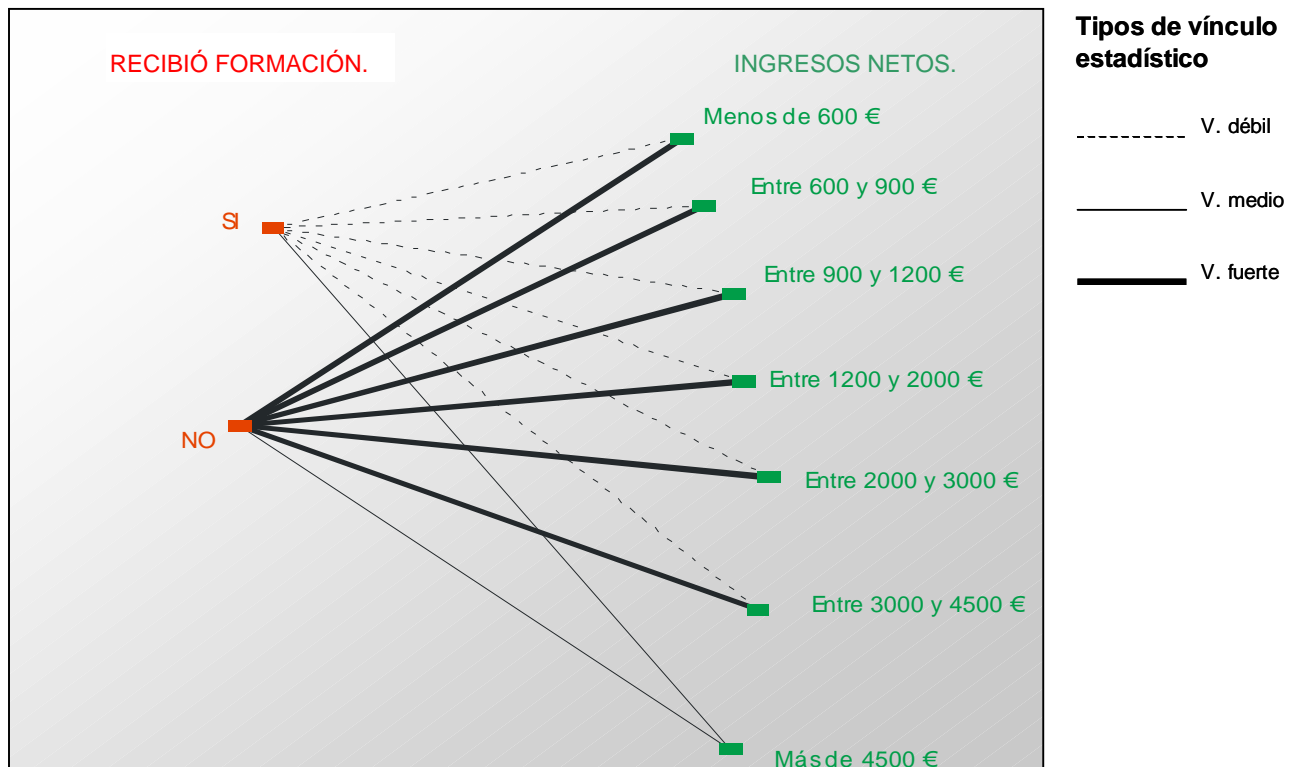 RECIBIÓ FORMACIÓN.
INGRESOS NETOS.
SI
NO
Menos de 600 €
Entre 600 y 900 €
Entre 900 y 1200 €
Entre 1200 y 2000 €
Entre 2000 y 3000 €
Entre 3000 y 4500 €
Más de 4500 €
Tipos de vínculo
estadístico
V. débil
V. medio
V. fuerte